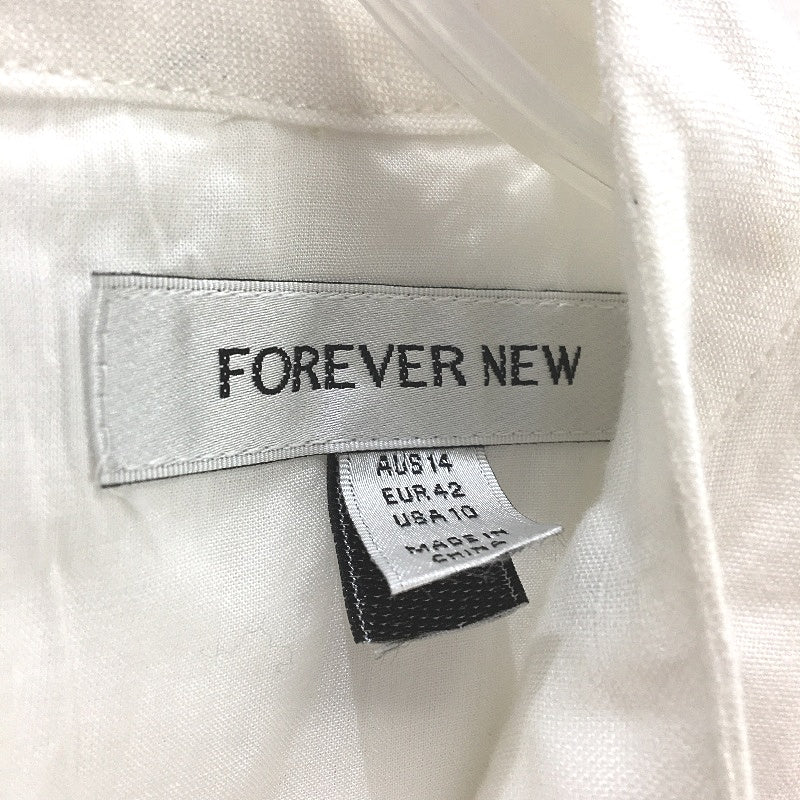 FOREVER NEW
AUS 14
EUR 42
USA 10
MADE IN
CHINA